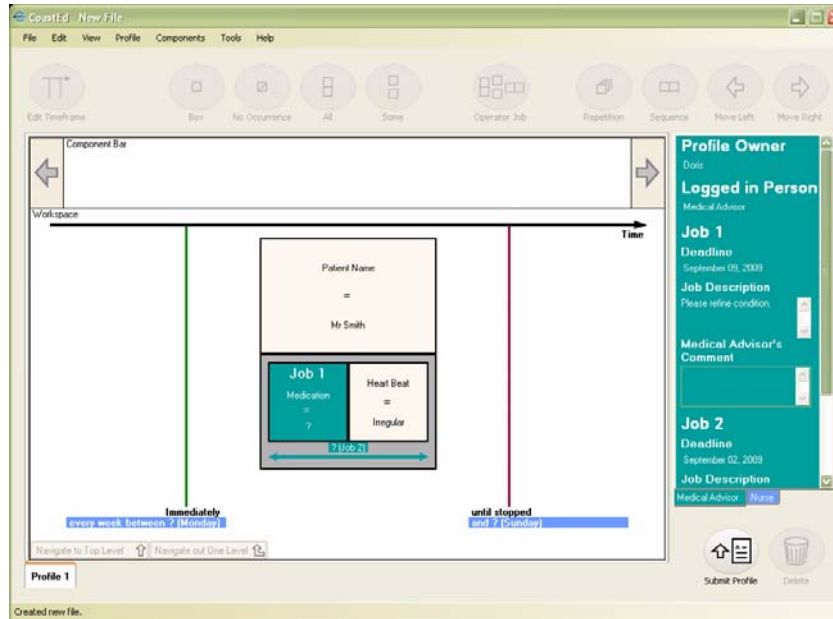 CoastEd - New File
File Edit View Profile Components Tools Help
Edit Timeframe Box No Occurrence All Some Operator Job Repetition Sequence Move Left Move Right
Component Bar
Workspace
Time
Patient Name
=
Mr Smith
Job 1
Medication
=
?
Heart Beat
=
Irregular
? (Job 2)
Immediately
every week between ? (Monday)
until stopped
and ? (Sunday)
Navigate to Top Level Navigate out One Level
Profile 1
Profile Owner
Doris
Logged in Person
Medical Advisor
Job 1
Deadline
September 09, 2009
Job Description
Please refine condition.
Medical Advisor's
Comment
Job 2
Deadline
September 02, 2009
Job Description
Medical Advisor Nurse
Submit Profile Delete
Created new file.